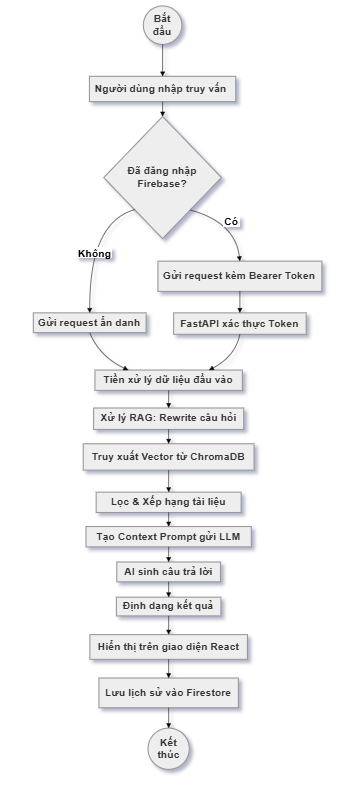 Bắt
đầu
Người dùng nhập truy vấn
Đã đăng nhập
Firebase?
Có
Không
Gửi request kèm Bearer Token
Gửi request ẩn danh
FastAPI xác thực Token
Tiền xử lý dữ liệu đầu vào
Xử lý RAG: Rewrite câu hỏi
Truy xuất Vector từ ChromaDB
Lọc & Xếp hạng tài liệu
Tạo Context Prompt gửi LLM
AI sinh câu trả lời
Định dạng kết quả
Hiển thị trên giao diện React
Lưu lịch sử vào Firestore
Kết
thúc